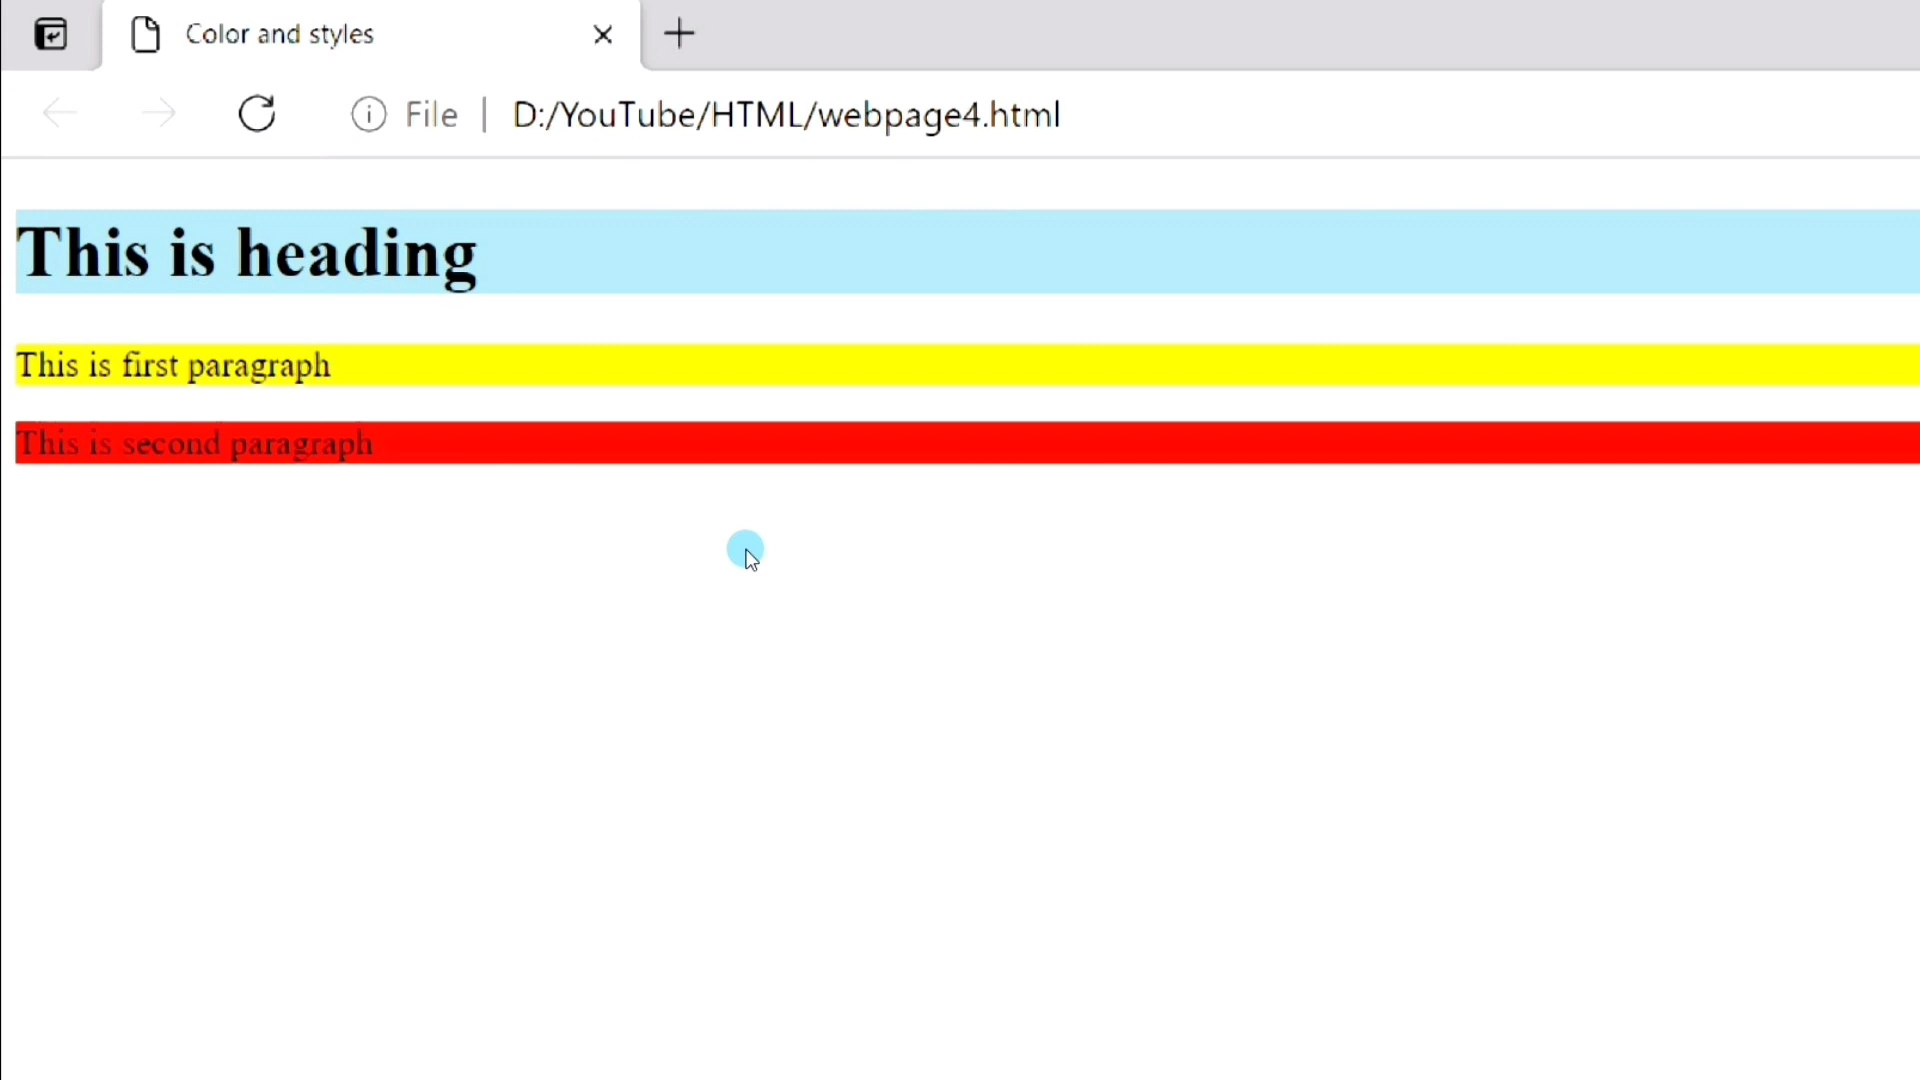 Color and styles
File | D:/YouTube/HTML/webpage4.html
This is heading
This is first paragraph
This is second paragraph